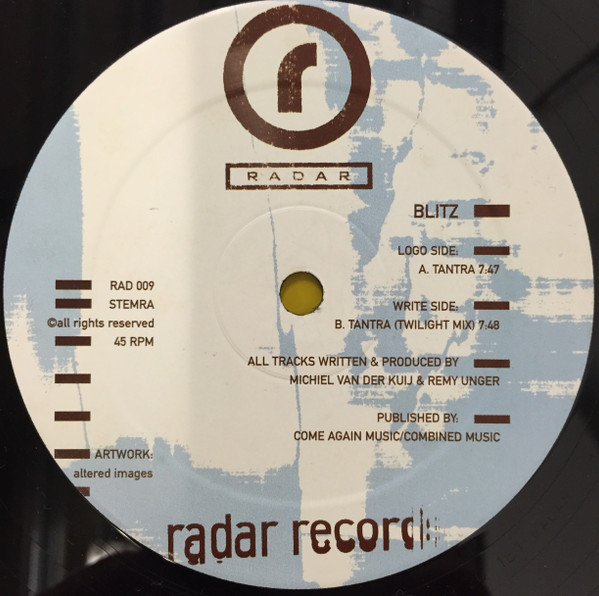 r
RADAR
BLITZ
LOGO SIDE:
A. TANTRA 7:47
WRITE SIDE:
B. TANTRA (TWILIGHT MIX) 7:48
ALL TRACKS WRITTEN & PRODUCED BY
MICHIEL VAN DER KUIJ & REMY UNGER
PUBLISHED BY:
COME AGAIN MUSIC/COMBINED MUSIC
RAD 009
STEMRA
©all rights reserved
45 RPM
ARTWORK:
altered images
radar records